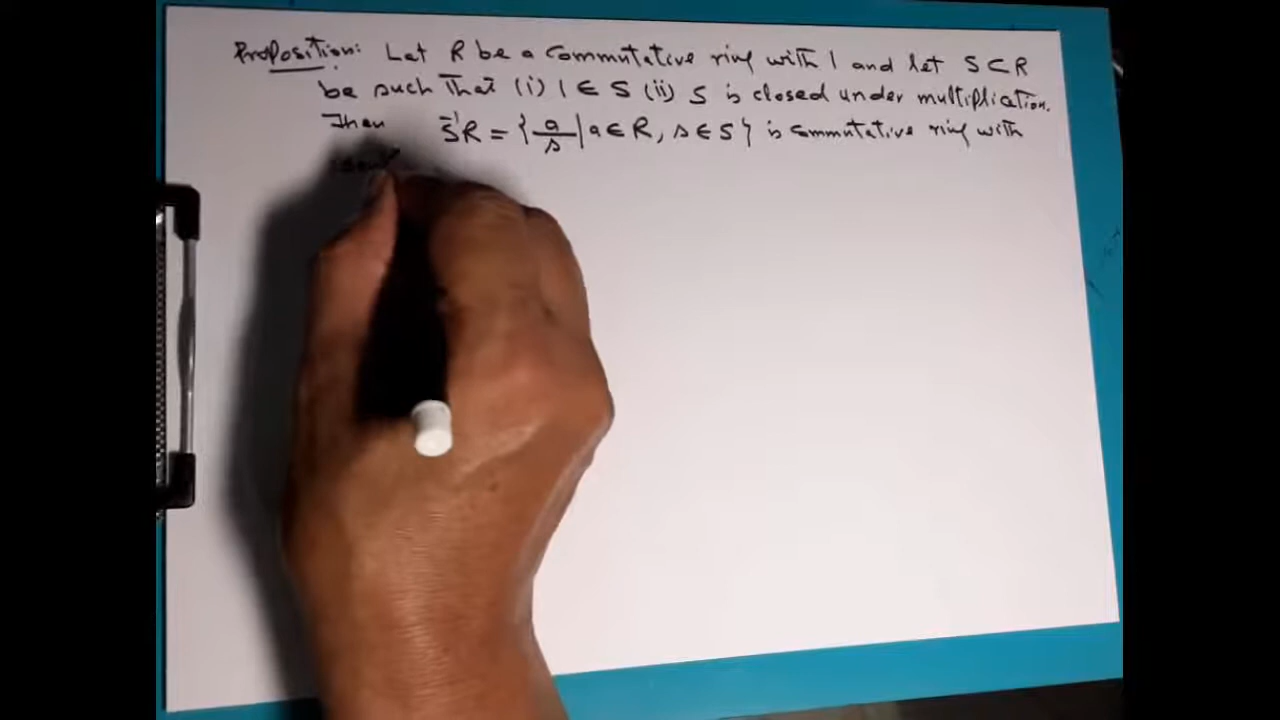 Proposition: Let R be a commutative ring with 1 and let S ⊂ R
be such that (i) 1 ∈ S (ii) S is closed under multiplication.
Then S⁻¹R = { a/s | a ∈ R, s ∈ S } is commutative ring with